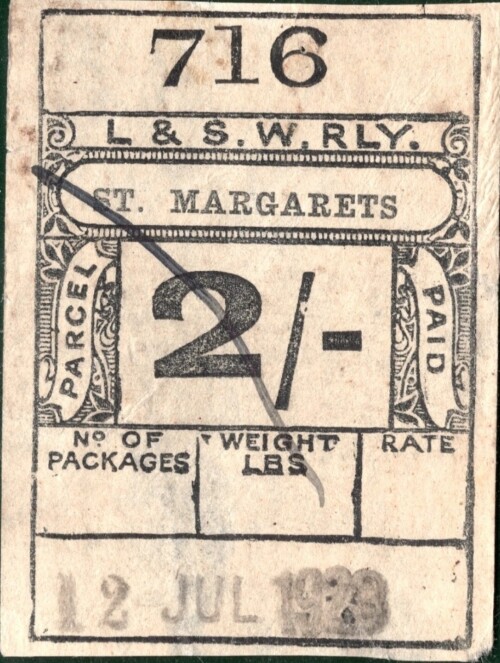 716
L & S. W. RLY.
ST. MARGARETS
PARCEL
2/-
PAID
Nº OF PACKAGES
WEIGHT LBS
RATE
12 JUL